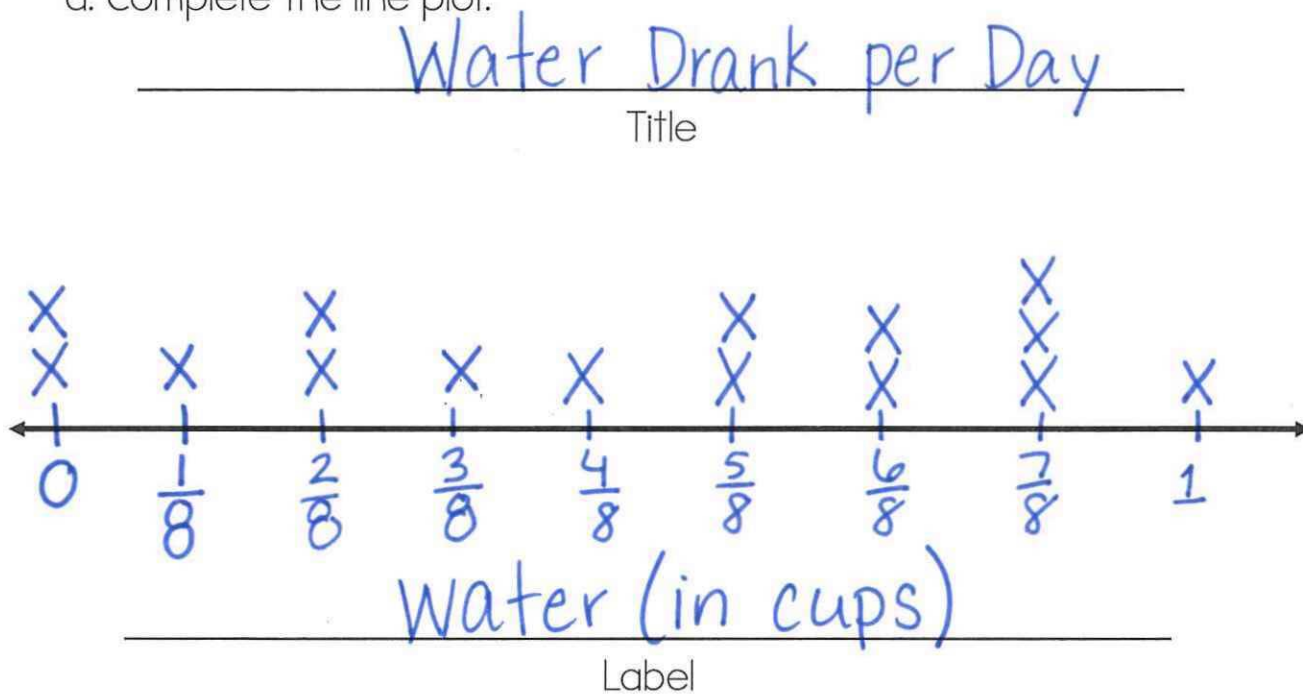 a. Complete the line plot.
Water Drank per Day
Title
X X X
X X X X X X
X X X X X X X X X
0 1/8 2/8 3/8 4/8 5/8 6/8 7/8 1
Water (in cups)
Label